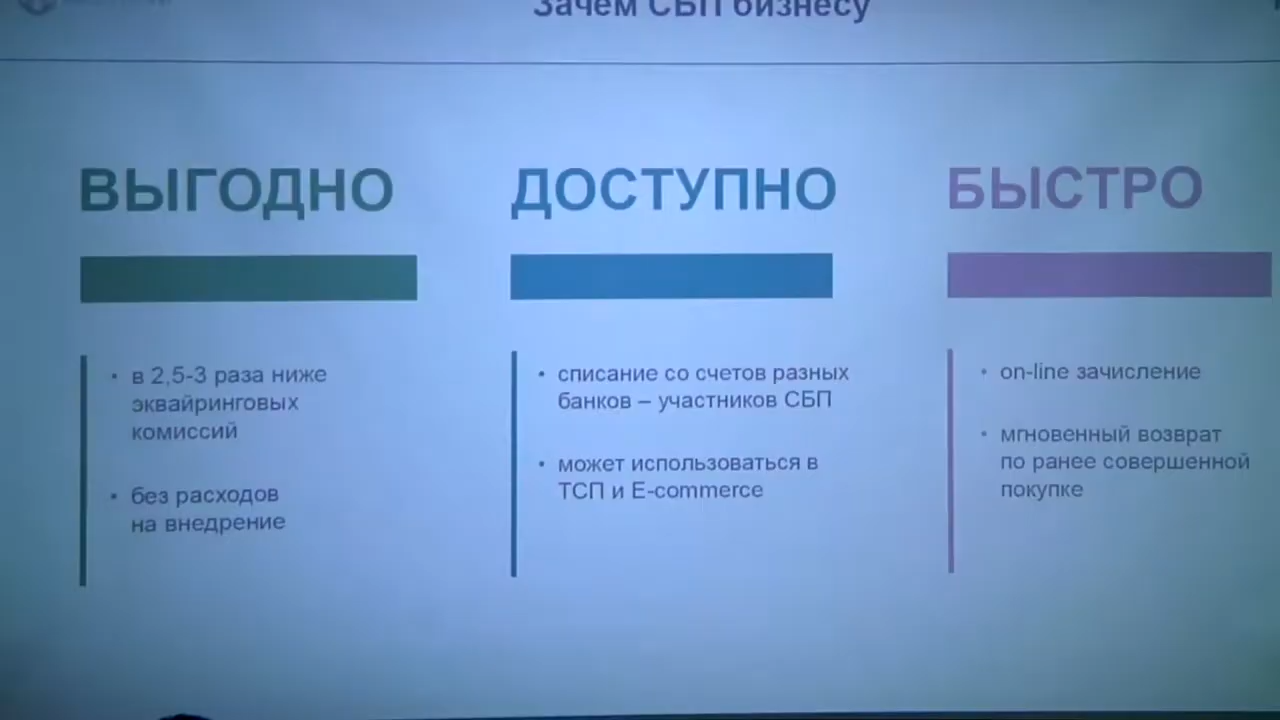 Зачем СБП бизнесу
ВЫГОДНО
• в 2,5-3 раза ниже
эквайринговых
комиссий
• без расходов
на внедрение
ДОСТУПНО
• списание со счетов разных
банков – участников СБП
• может использоваться в
ТСП и E-commerce
БЫСТРО
• on-line зачисление
• мгновенный возврат
по ранее совершенной
покупке